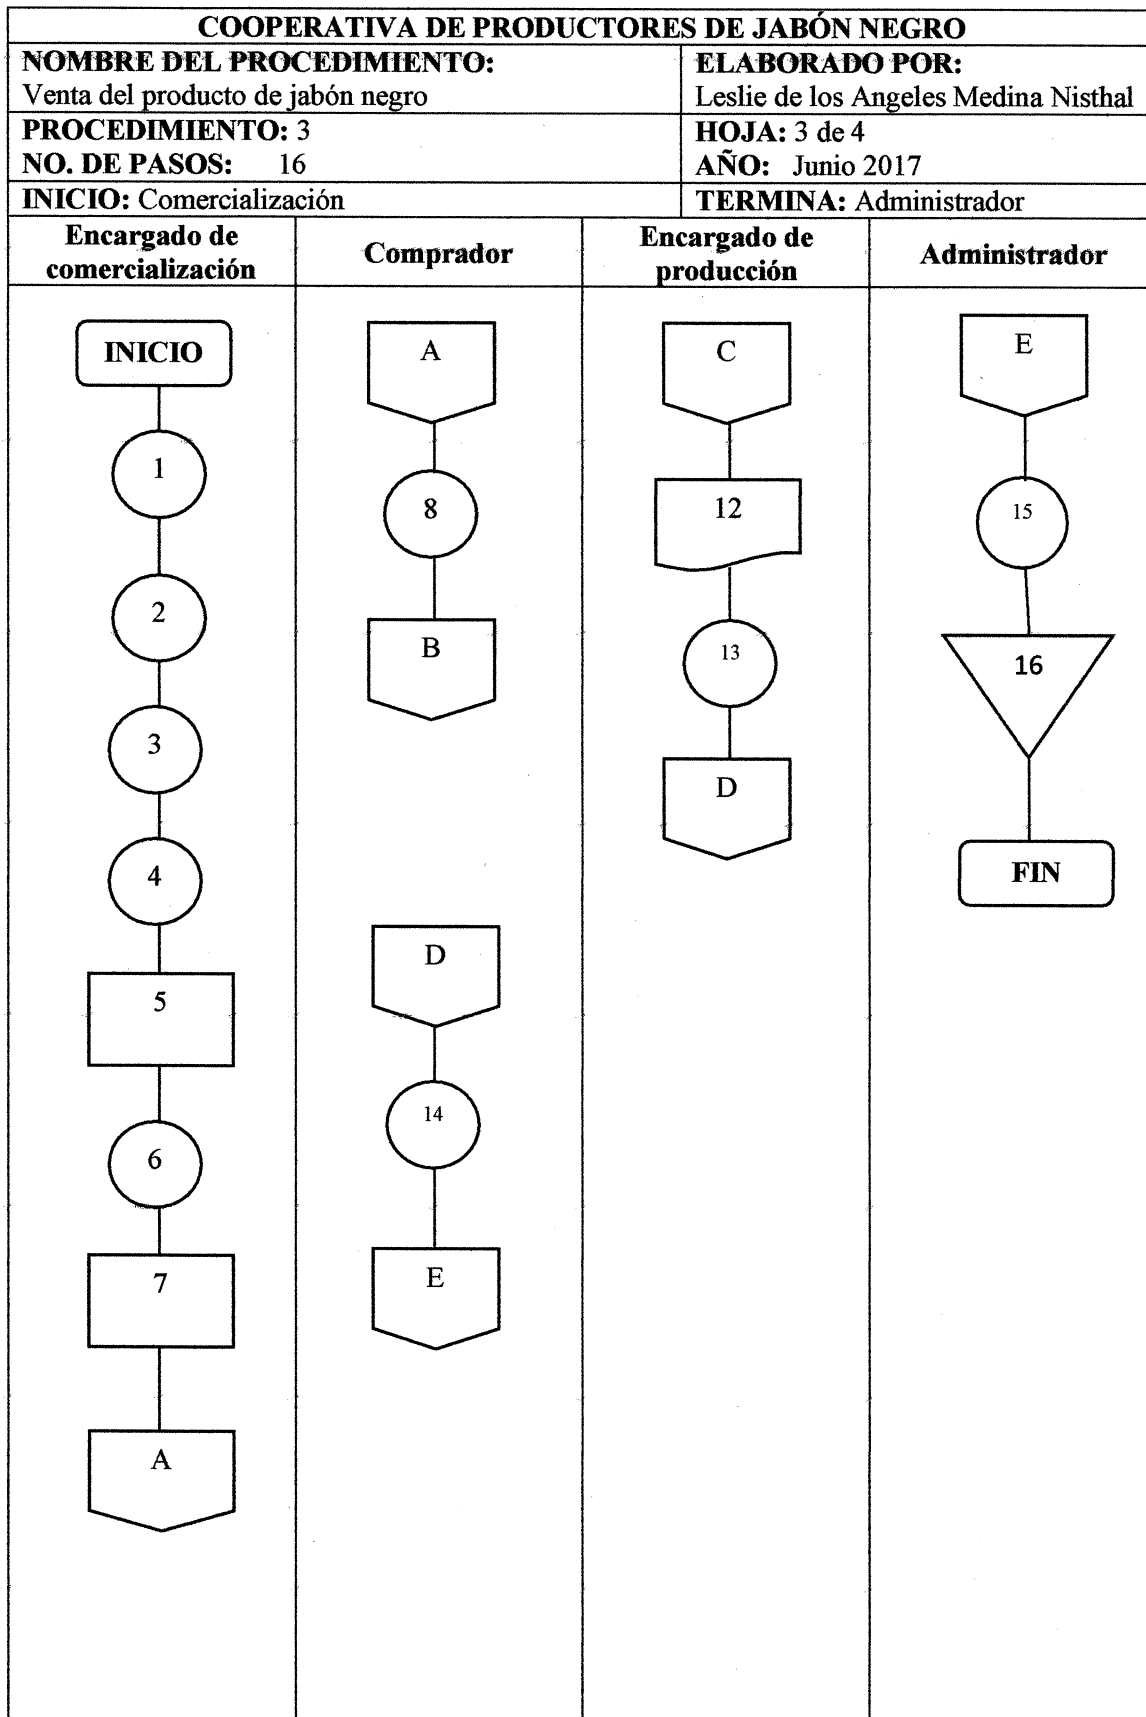 COOPERATIVA DE PRODUCTORES DE JABÓN NEGRO
NOMBRE DEL PROCEDIMIENTO:
Venta del producto de jabón negro
ELABORADO POR:
Leslie de los Angeles Medina Nisthal
PROCEDIMIENTO: 3
NO. DE PASOS: 16
HOJA: 3 de 4
AÑO: Junio 2017
INICIO: Comercialización
TERMINA: Administrador
Encargado de
comercialización
Comprador
Encargado de
producción
Administrador
INICIO
1
2
3
4
5
6
7
A
A
8
B
D
14
E
C
12
13
D
E
15
16
FIN